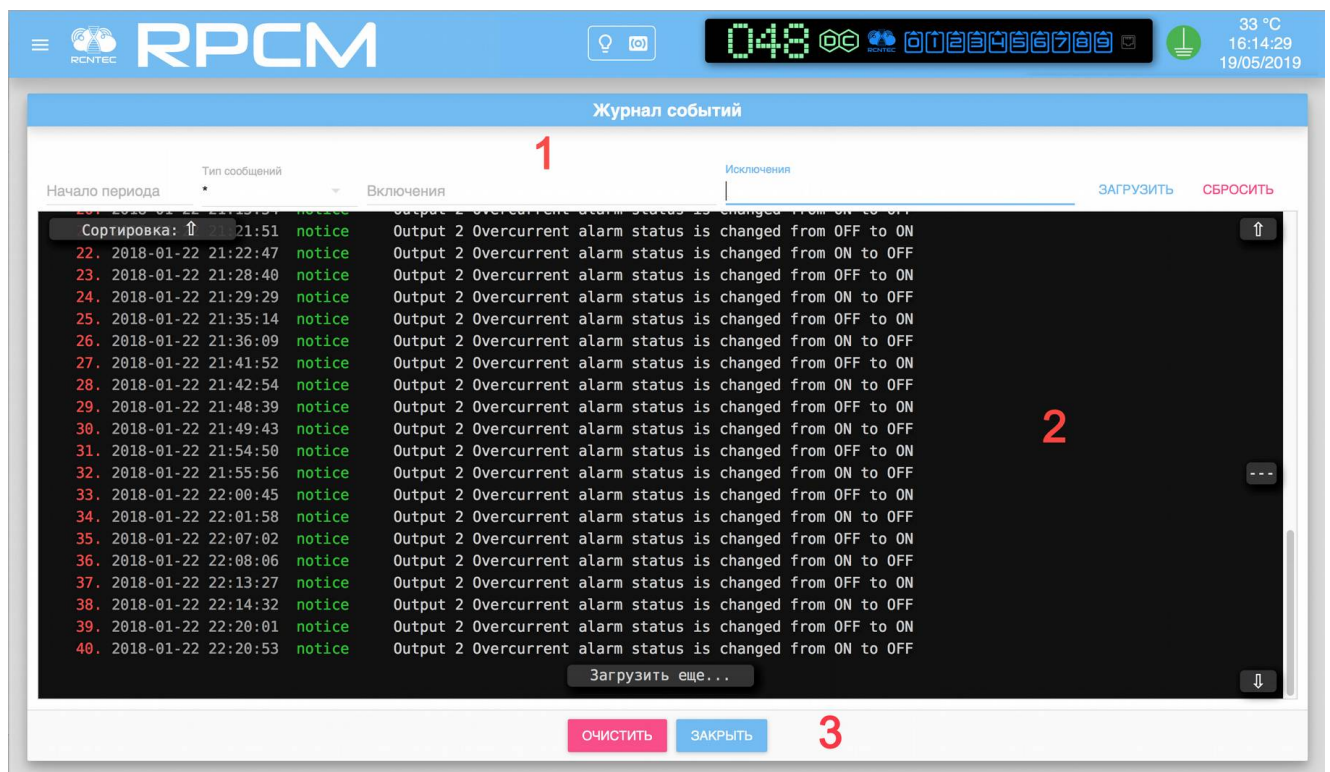 RCNTEC
RPCM
048
0 1 2 3 4 5 6 7 8 9
33 °C
16:14:29
19/05/2019
Журнал событий
1
Начало периода
Тип сообщений
*
Включения
Исключения
ЗАГРУЗИТЬ
СБРОСИТЬ
Сортировка: ⇧
21:51 notice Output 2 Overcurrent alarm status is changed from OFF to ON
22. 2018-01-22 21:22:47 notice Output 2 Overcurrent alarm status is changed from ON to OFF
23. 2018-01-22 21:28:40 notice Output 2 Overcurrent alarm status is changed from OFF to ON
24. 2018-01-22 21:29:29 notice Output 2 Overcurrent alarm status is changed from ON to OFF
25. 2018-01-22 21:35:14 notice Output 2 Overcurrent alarm status is changed from OFF to ON
26. 2018-01-22 21:36:09 notice Output 2 Overcurrent alarm status is changed from ON to OFF
27. 2018-01-22 21:41:52 notice Output 2 Overcurrent alarm status is changed from OFF to ON
28. 2018-01-22 21:42:54 notice Output 2 Overcurrent alarm status is changed from ON to OFF
29. 2018-01-22 21:48:39 notice Output 2 Overcurrent alarm status is changed from OFF to ON
30. 2018-01-22 21:49:43 notice Output 2 Overcurrent alarm status is changed from ON to OFF
31. 2018-01-22 21:54:50 notice Output 2 Overcurrent alarm status is changed from OFF to ON
32. 2018-01-22 21:55:56 notice Output 2 Overcurrent alarm status is changed from ON to OFF
33. 2018-01-22 22:00:45 notice Output 2 Overcurrent alarm status is changed from OFF to ON
34. 2018-01-22 22:01:58 notice Output 2 Overcurrent alarm status is changed from ON to OFF
35. 2018-01-22 22:07:02 notice Output 2 Overcurrent alarm status is changed from OFF to ON
36. 2018-01-22 22:08:06 notice Output 2 Overcurrent alarm status is changed from ON to OFF
37. 2018-01-22 22:13:27 notice Output 2 Overcurrent alarm status is changed from OFF to ON
38. 2018-01-22 22:14:32 notice Output 2 Overcurrent alarm status is changed from ON to OFF
39. 2018-01-22 22:20:01 notice Output 2 Overcurrent alarm status is changed from OFF to ON
40. 2018-01-22 22:20:53 notice Output 2 Overcurrent alarm status is changed from ON to OFF
2
---
Загрузить еще...
ОЧИСТИТЬ
ЗАКРЫТЬ
3